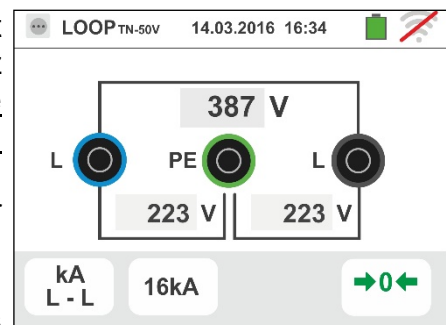 LOOP TN-50V 14.03.2016 16:34
387 V
L PE L
223 V 223 V
kA
L - L
16kA
➔0←